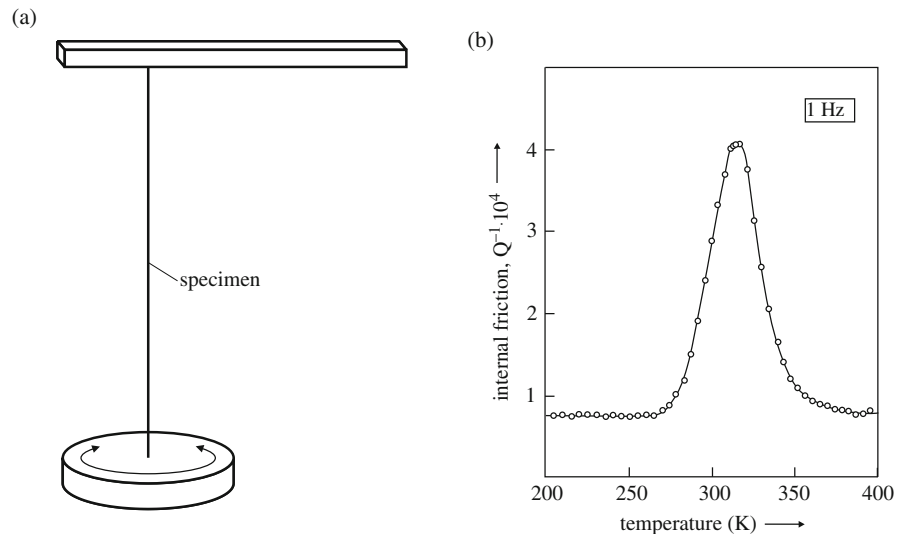 (a)
specimen
(b)
1 Hz
internal friction, Q⁻¹·10⁴ ⟶
4
3
2
1
200 250 300 350 400
temperature (K) ⟶